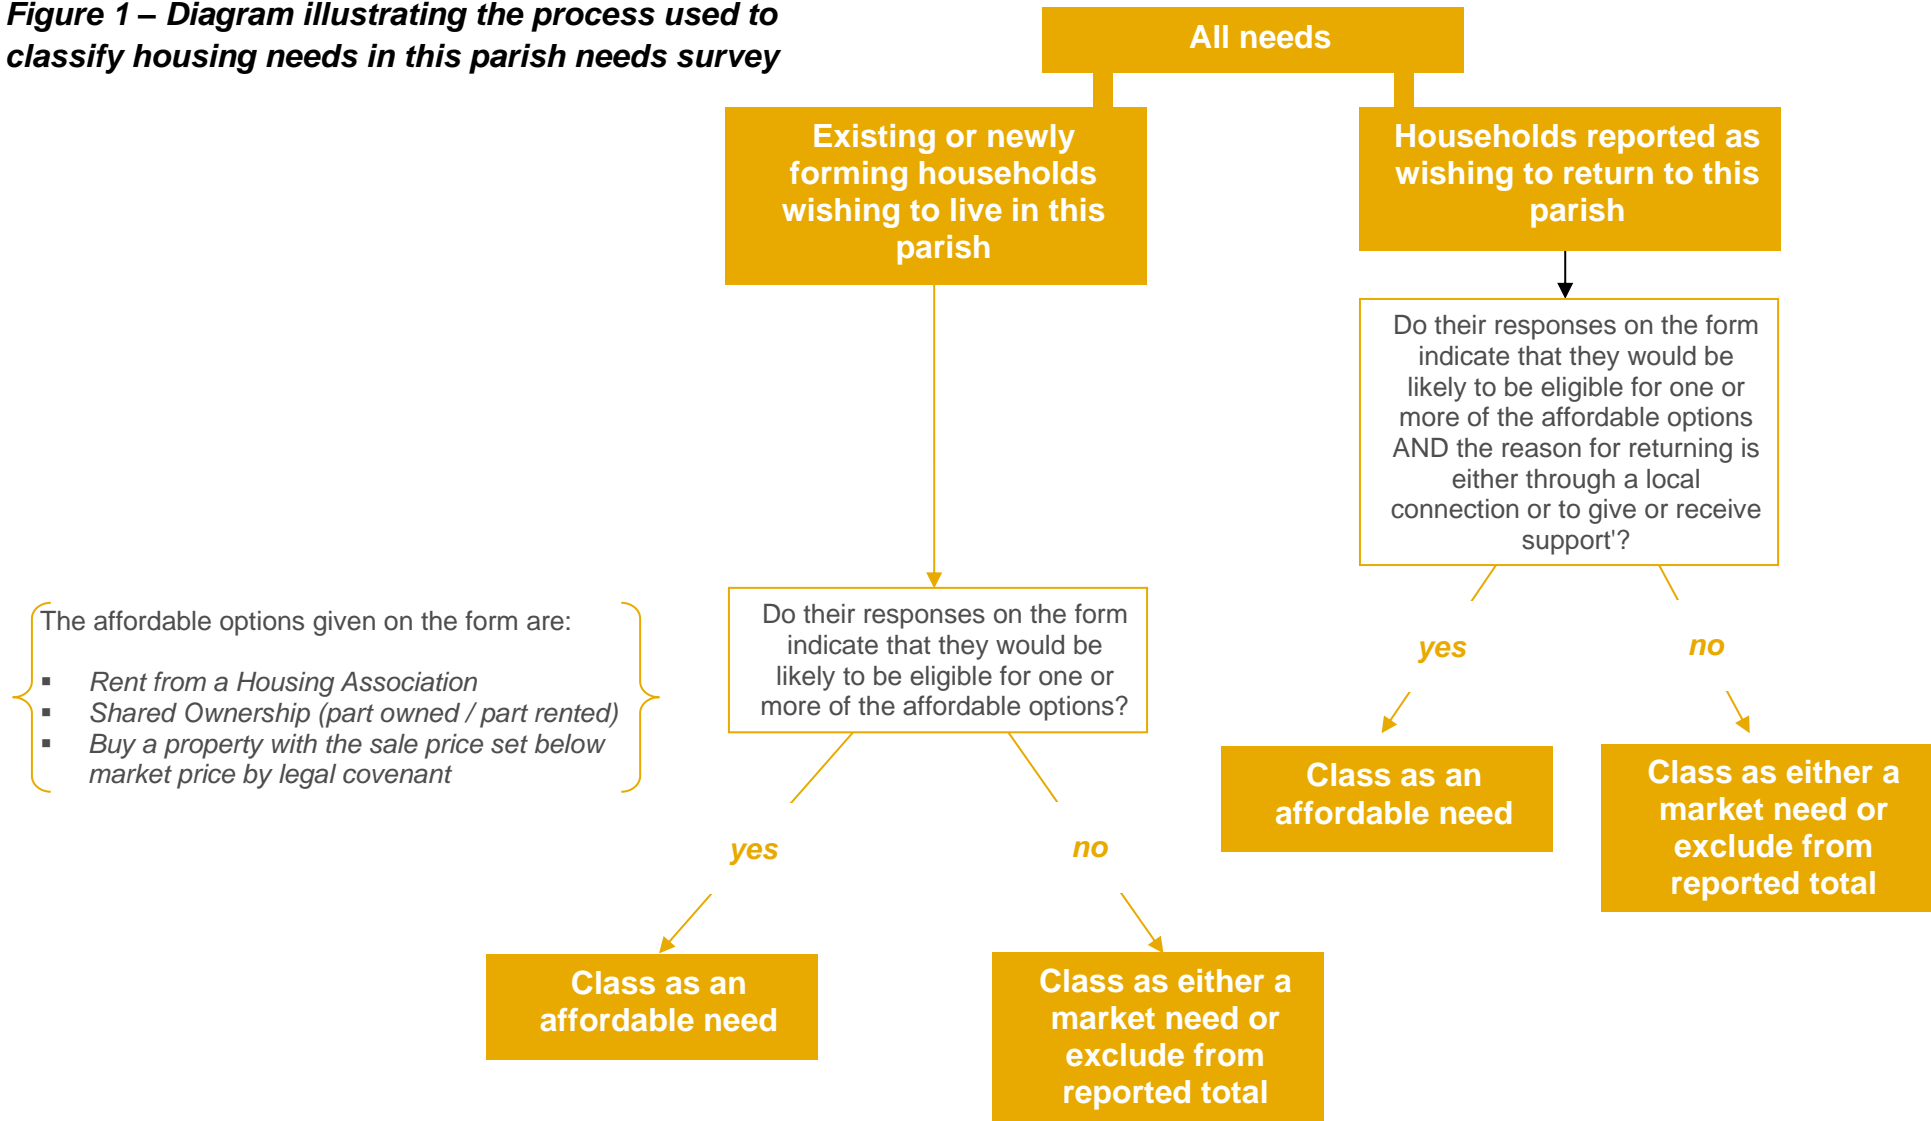 Figure 1 – Diagram illustrating the process used to
classify housing needs in this parish needs survey
All needs
Existing or newly
forming households
wishing to live in this
parish
Households reported as
wishing to return to this
parish
Do their responses on the form
indicate that they would be
likely to be eligible for one or
more of the affordable options
AND the reason for returning is
either through a local
connection or to give or receive
support'?
The affordable options given on the form are:
▪ Rent from a Housing Association
▪ Shared Ownership (part owned / part rented)
▪ Buy a property with the sale price set below
market price by legal covenant
Do their responses on the form
indicate that they would be
likely to be eligible for one or
more of the affordable options?
yes
no
Class as an
affordable need
Class as either a
market need or
exclude from
reported total
yes
no
Class as an
affordable need
Class as either a
market need or
exclude from
reported total